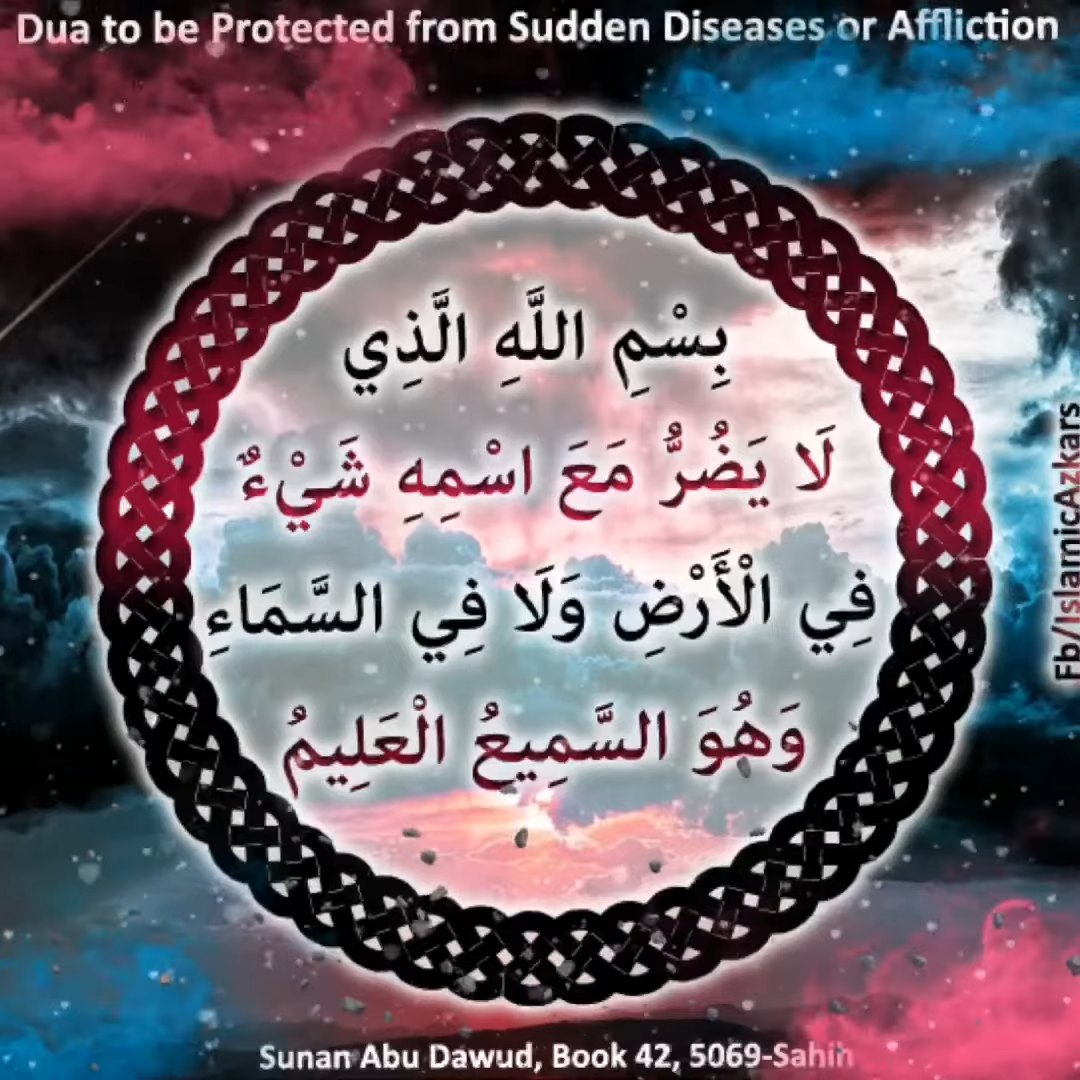 Dua to be Protected from Sudden Diseases or Affliction
بِسْمِ اللَّهِ الَّذِي
لَا يَضُرُّ مَعَ اسْمِهِ شَيْءٌ
فِي الْأَرْضِ وَلَا فِي السَّمَاءِ
وَهُوَ السَّمِيعُ الْعَلِيمُ
Fb/IslamicAzkars
Sunan Abu Dawud, Book 42, 5069-Sahih